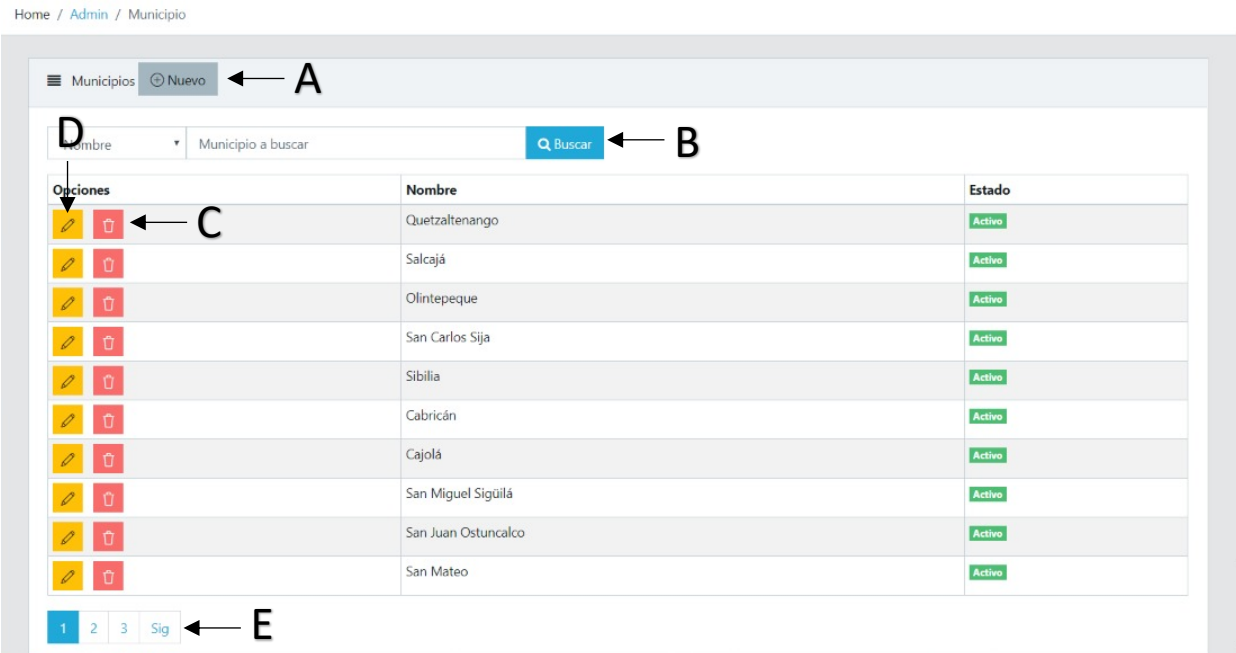 Home / Admin / Municipio
Municipios Nuevo A
D
Nombre Municipio a buscar Buscar B
Opciones Nombre Estado
C Quetzaltenango Activo
Salcajá Activo
Olintepeque Activo
San Carlos Sija Activo
Sibilia Activo
Cabricán Activo
Cajolá Activo
San Miguel Sigüilá Activo
San Juan Ostuncalco Activo
San Mateo Activo
1 2 3 Sig E